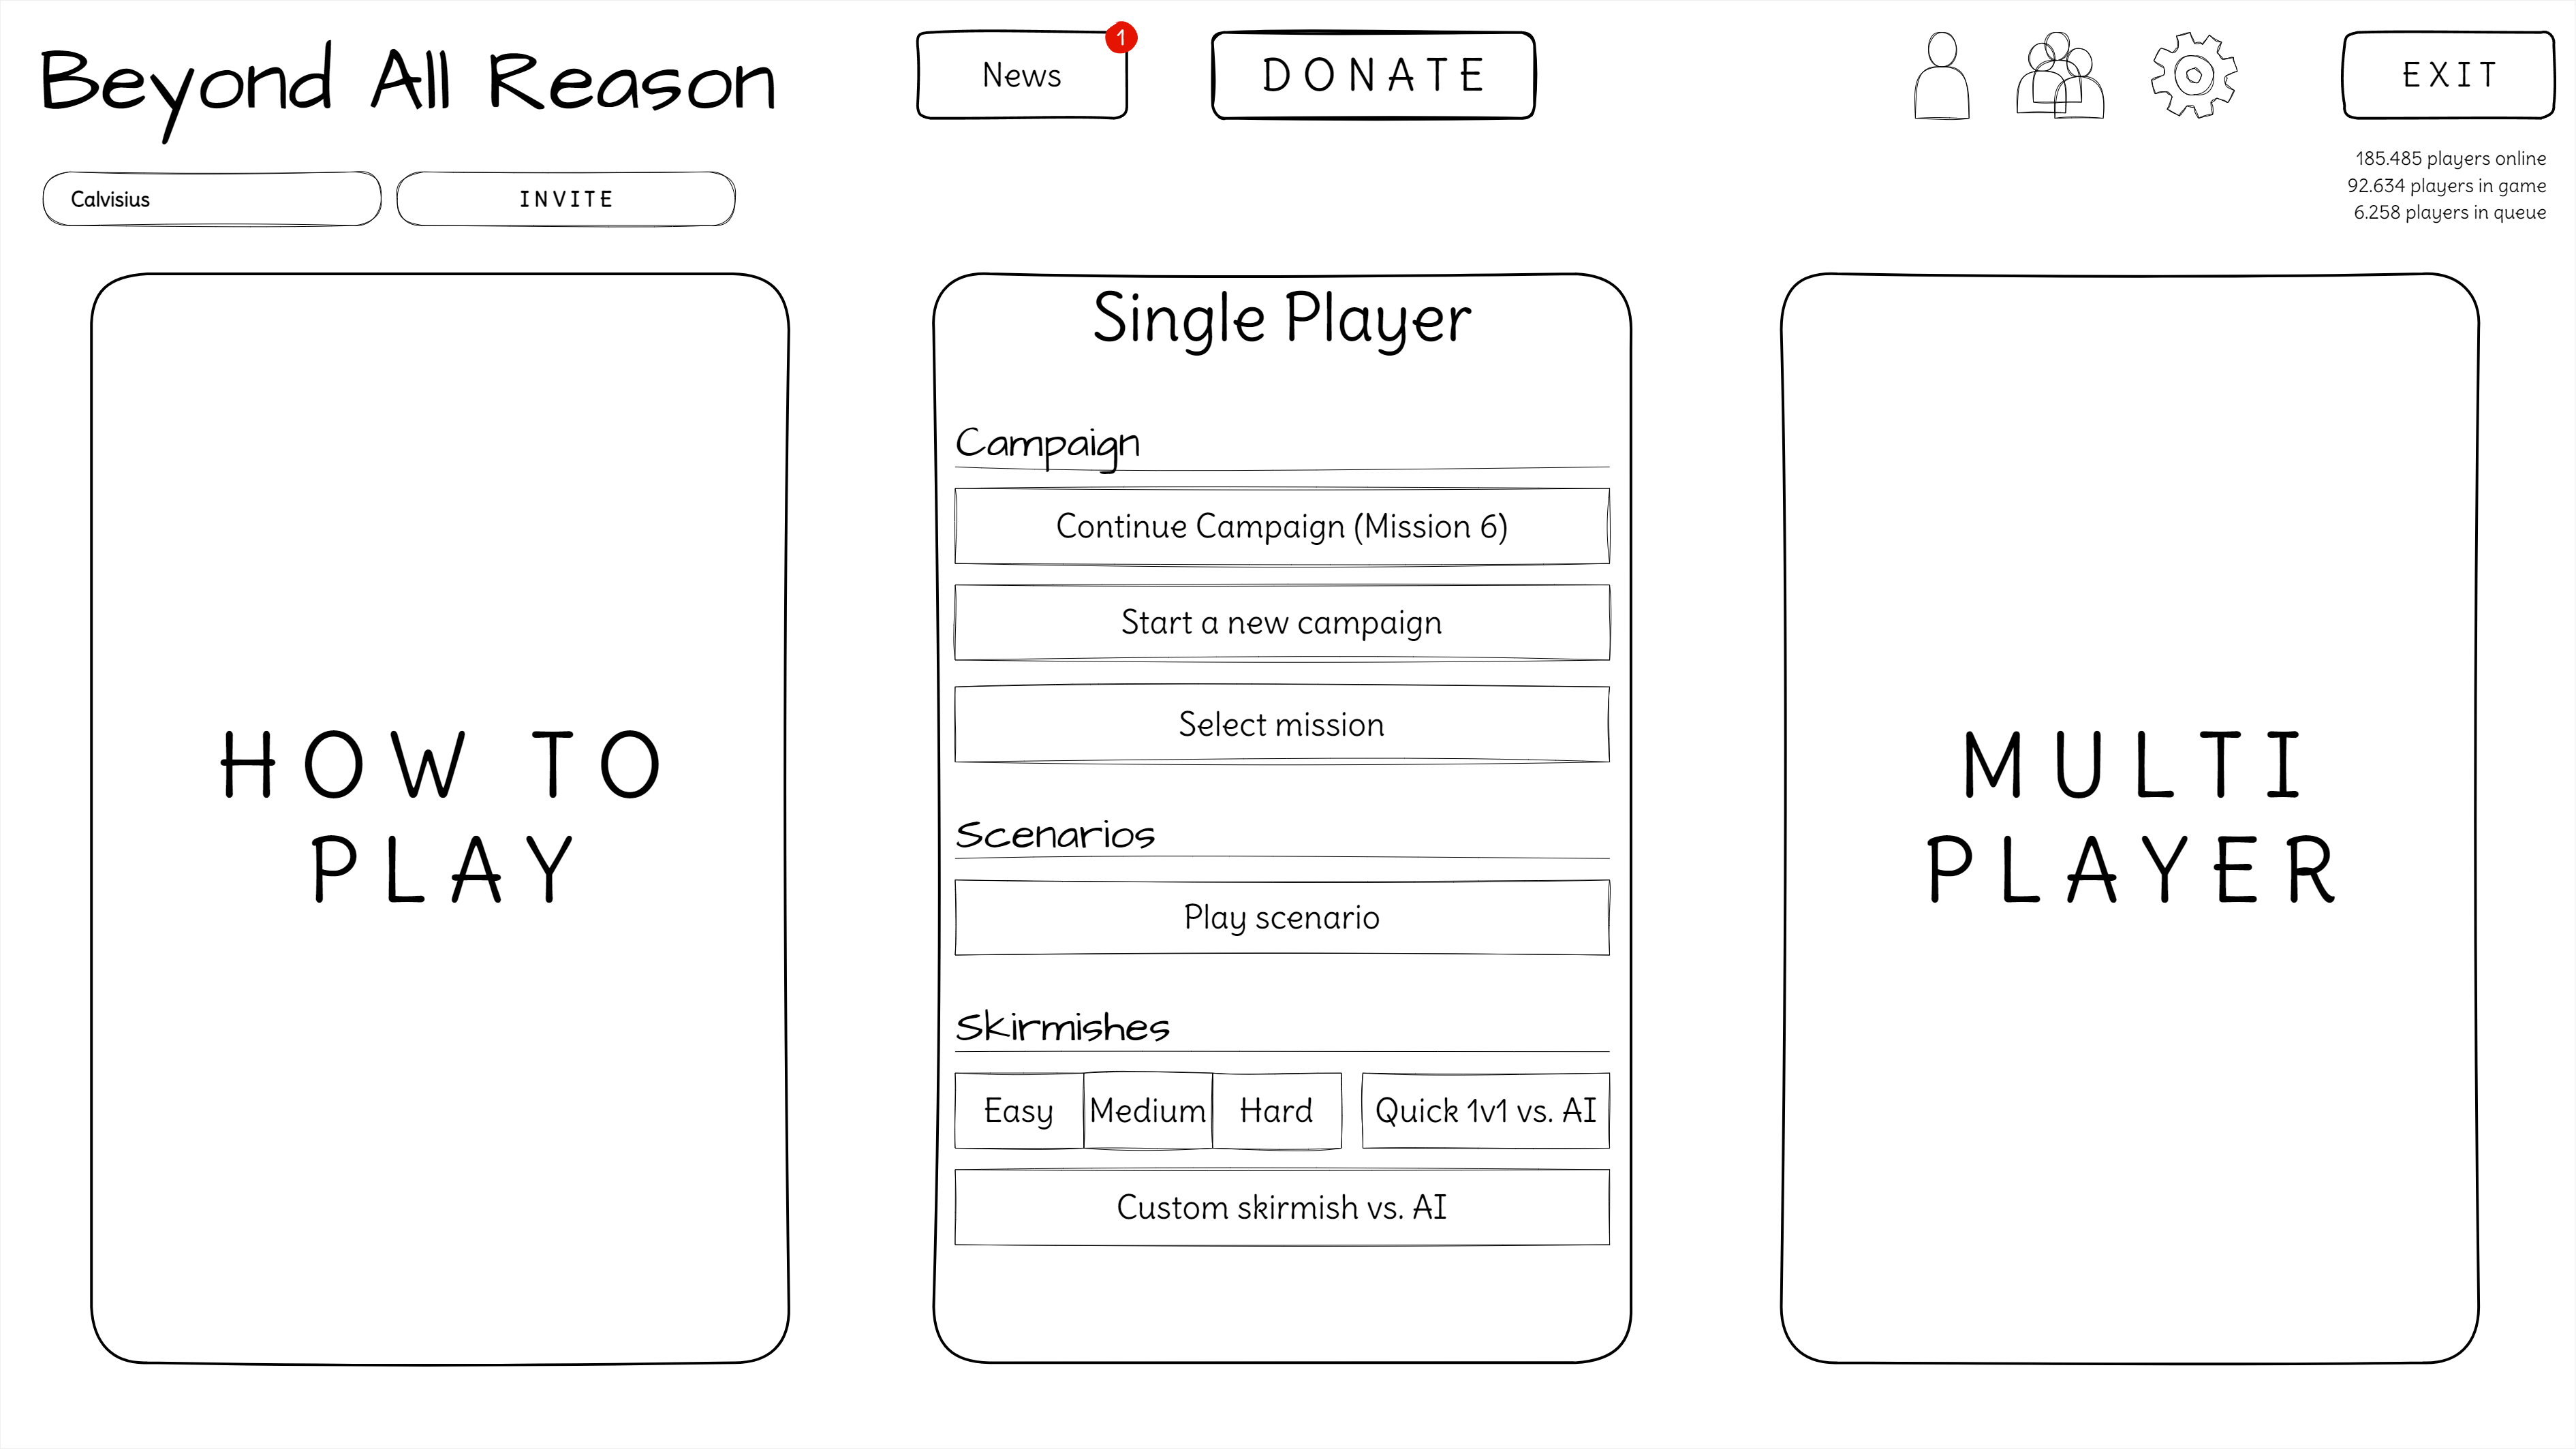 Beyond All Reason
News
1
DONATE
EXIT
185.485 players online
92.634 players in game
6.258 players in queue
Calvisius
INVITE
HOW TO
PLAY
Single Player
Campaign
Continue Campaign (Mission 6)
Start a new campaign
Select mission
Scenarios
Play scenario
Skirmishes
Easy
Medium
Hard
Quick 1v1 vs. AI
Custom skirmish vs. AI
MULTI
PLAYER